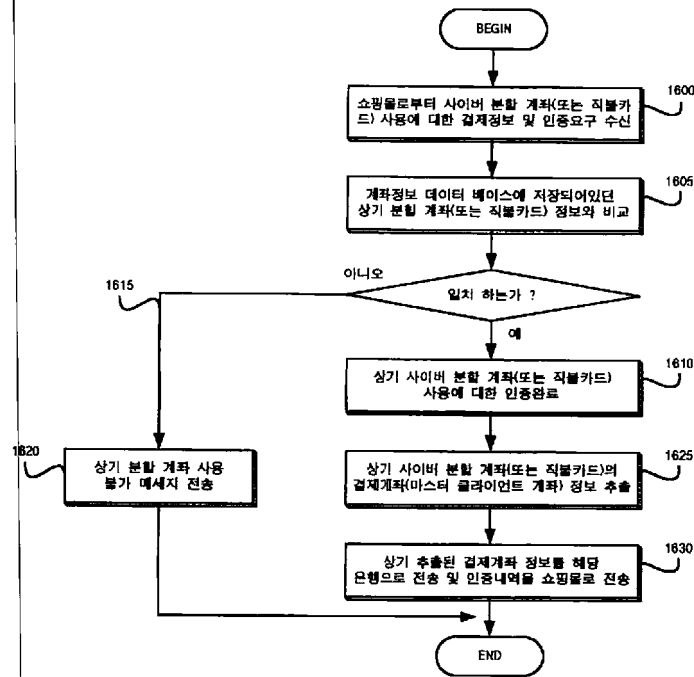 BEGIN
1600
쇼핑몰로부터 사이버 분할 계좌(또는 직불카
드) 사용에 대한 결제정보 및 인증요구 수신
1605
계좌정보 데이터 베이스에 저장되어있던
상기 분할 계좌(또는 직불카드) 정보와 비교
아니오
1615
일치 하는가 ?
예
1610
상기 사이버 분할 계좌(또는 직불카드)
사용에 대한 인증완료
1620
상기 분할 계좌 사용
불가 메세지 전송
1625
상기 사이버 분할 계좌(또는 직불카드)의
결제계좌(마스터 클라이언트 계좌) 정보 추출
1630
상기 추출된 결제계좌 정보를 해당
은행으로 전송 및 인증내역을 쇼핑몰로 전송
END